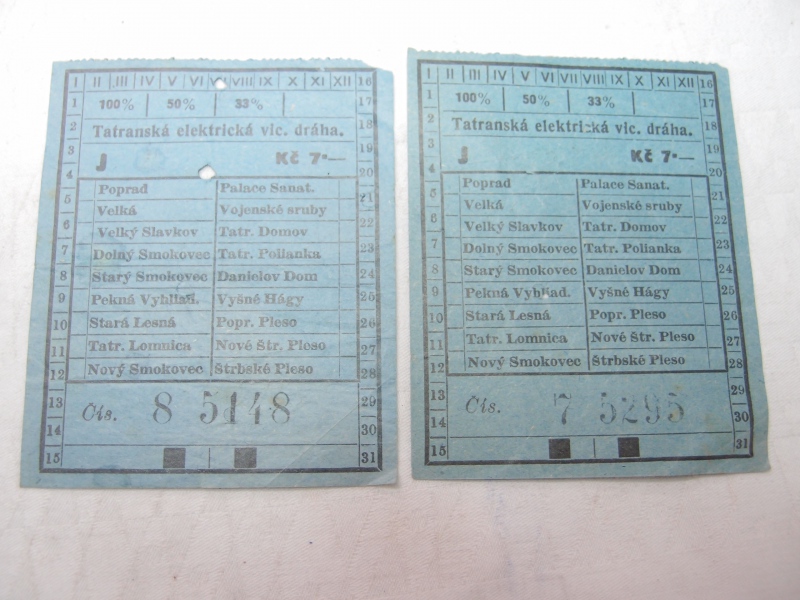 I II III IV V VI VIII IX X XI XII 16
1 100% 50% 33% 17
2 Tatranská elektrická vic. dráha. 18
3 J Kč 7·— 19
4 20
5 Poprad Palace Sanat. 21
6 Velká Vojenské sruby 22
Velký Slavkov Tatr. Domov
7 Dolný Smokovec Tatr. Polianka 23
8 Starý Smokovec Danielov Dom 24
9 Pekná Vyhliad. Vyšné Hágy 25
10 Stará Lesná Popr. Pleso 26
11 Tatr. Lomnica Nové Štr. Pleso 27
12 Nový Smokovec Štrbské Pleso 28
13 Čís. 8 5148 29
14 30
15 31
I II III IV V VI VII VIII IX X XI XII 16
1 100% 50% 33% 17
2 Tatranská elektrická vic. dráha. 18
3 J Kč 7·— 19
4 20
5 Poprad Palace Sanat. 21
6 Velká Vojenské sruby 22
Velký Slavkov Tatr. Domov
7 Dolný Smokovec Tatr. Polianka 23
8 Starý Smokovec Danielov Dom 24
9 Pekná Vyhliad. Vyšné Hágy 25
10 Stará Lesná Popr. Pleso 26
11 Tatr. Lomnica Nové Štr. Pleso 27
12 Nový Smokovec Štrbské Pleso 28
13 Čís. 7 5295 29
14 30
15 31